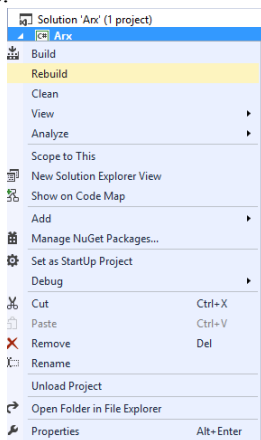 Solution 'Arx' (1 project)
C# Arx
Build
Rebuild
Clean
View
Analyze
Scope to This
New Solution Explorer View
Show on Code Map
Add
Manage NuGet Packages...
Set as StartUp Project
Debug
Cut Ctrl+X
Paste Ctrl+V
Remove Del
Rename
Unload Project
Open Folder in File Explorer
Properties Alt+Enter